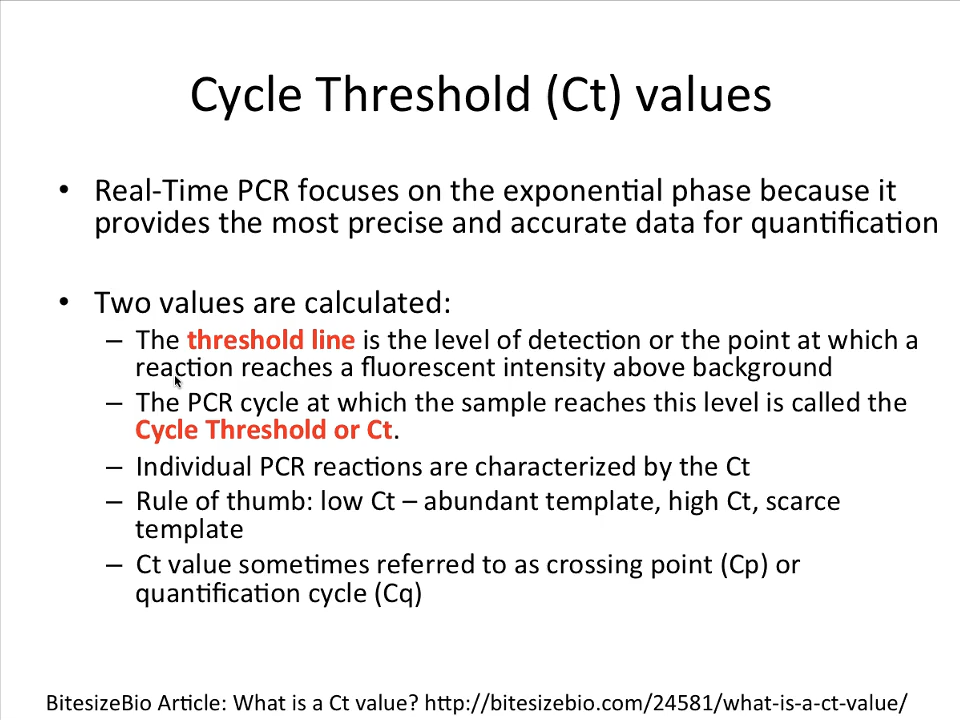 Cycle Threshold (Ct) values
• Real-Time PCR focuses on the exponential phase because it
provides the most precise and accurate data for quantification
• Two values are calculated:
– The threshold line is the level of detection or the point at which a
reaction reaches a fluorescent intensity above background
– The PCR cycle at which the sample reaches this level is called the
Cycle Threshold or Ct.
– Individual PCR reactions are characterized by the Ct
– Rule of thumb: low Ct – abundant template, high Ct, scarce
template
– Ct value sometimes referred to as crossing point (Cp) or
quantification cycle (Cq)
BitesizeBio Article: What is a Ct value? http://bitesizebio.com/24581/what-is-a-ct-value/